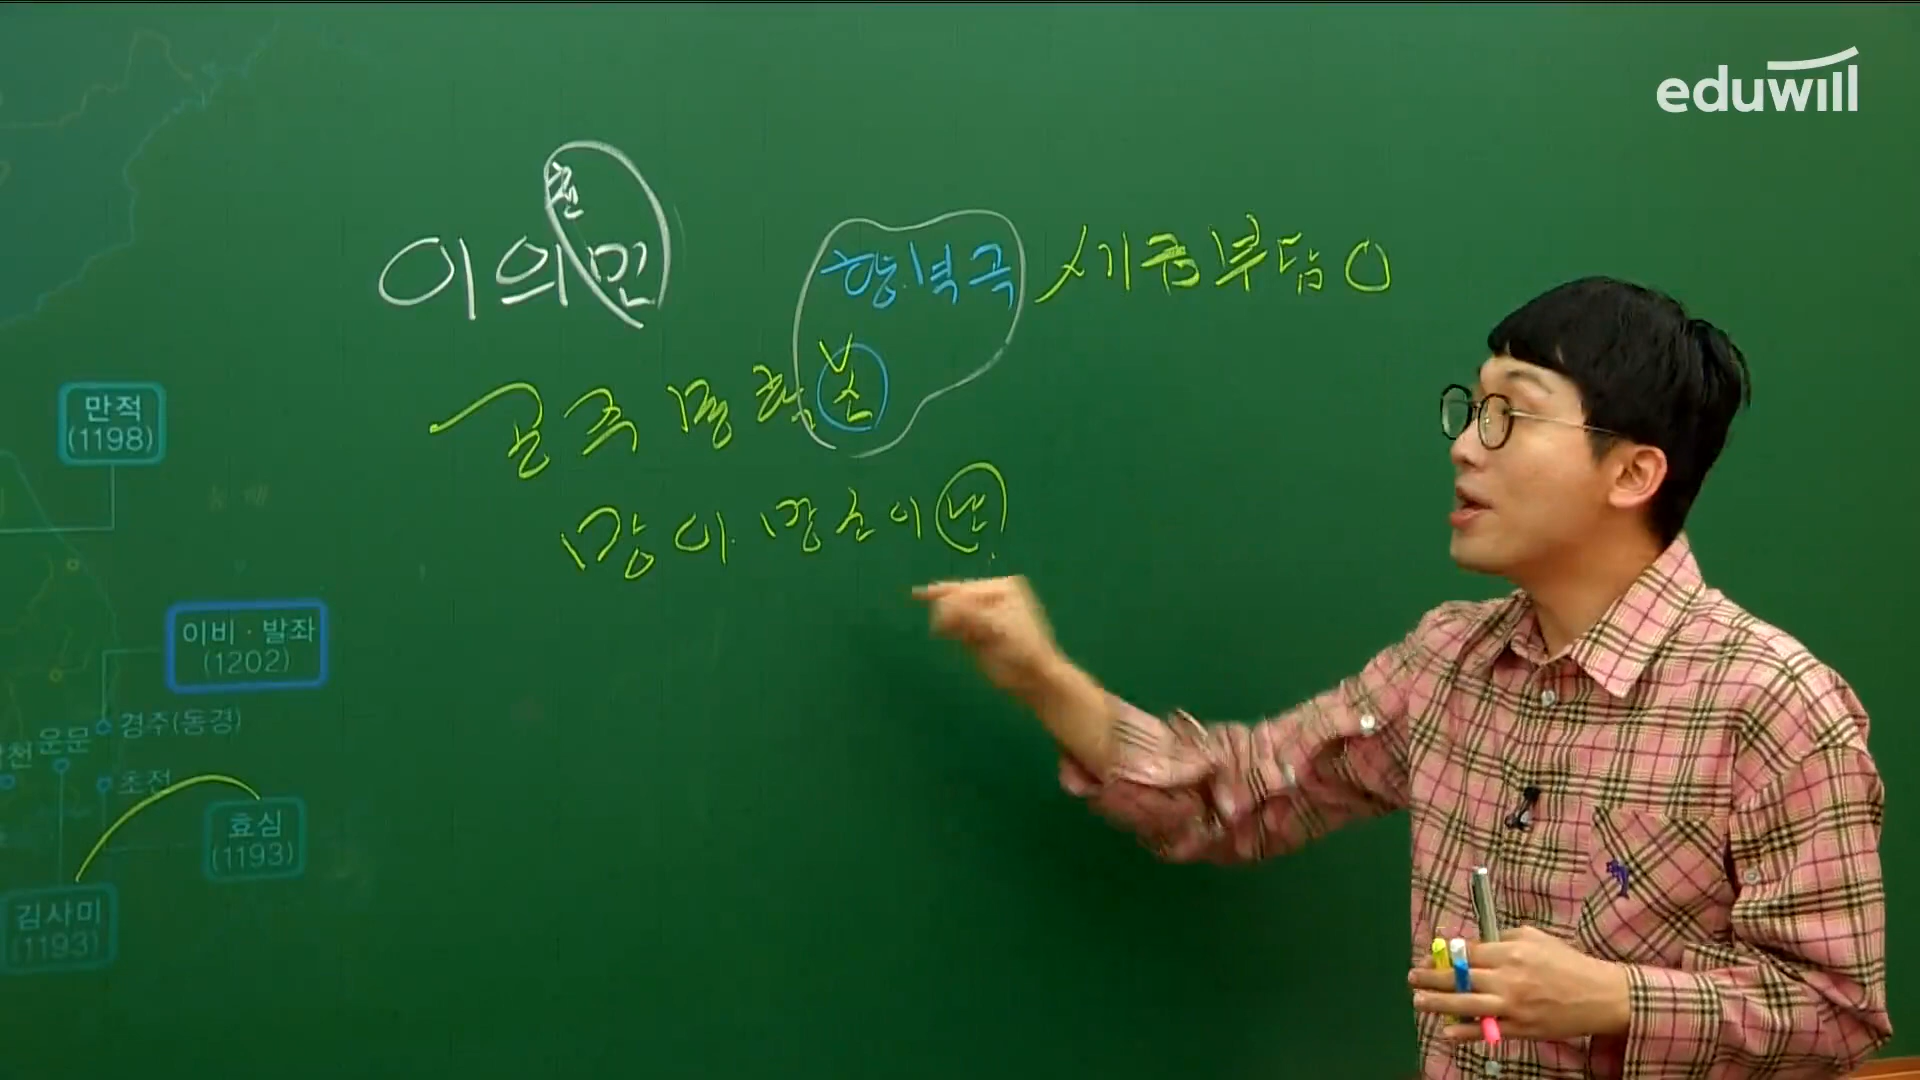 eduwill
천
이의민
향.부곡 세금부담 O
공주 명학소
망이.망소이 난
만적
(1198)
이비·발좌
(1202)
경주(동경)
운문
초전
효심
(1193)
김사미
(1193)